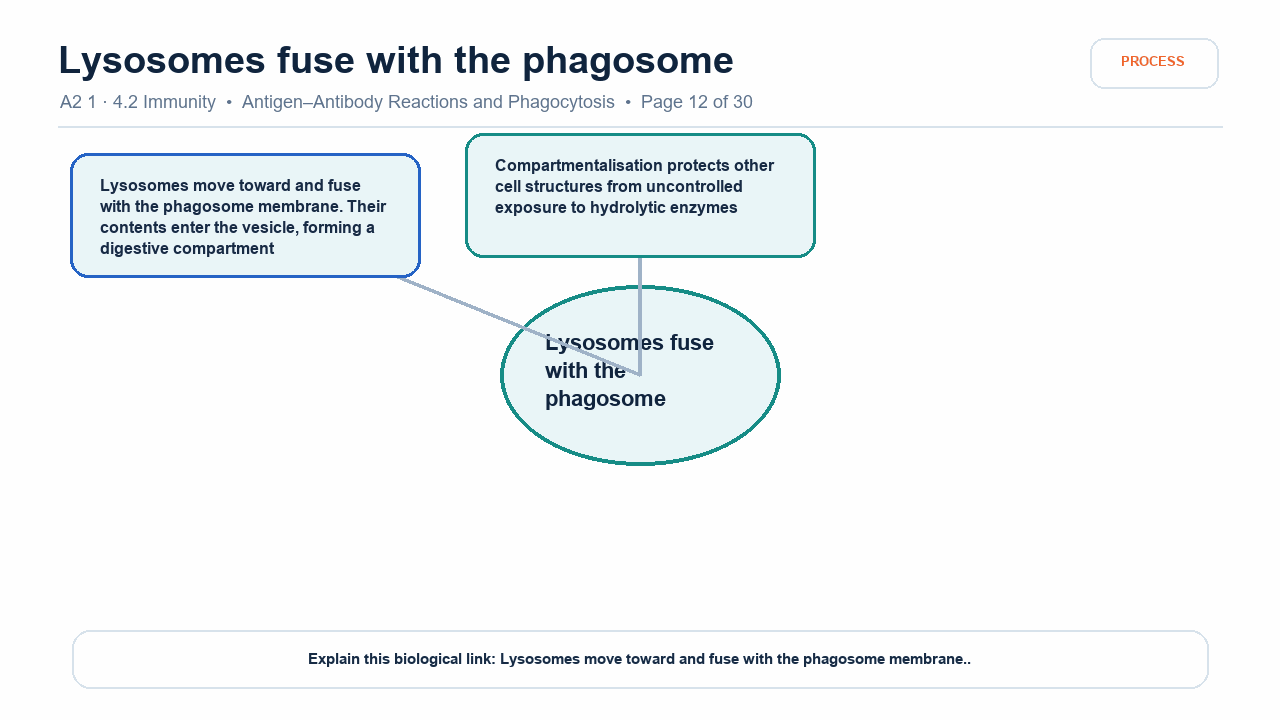 Lysosomes fuse with the phagosome
PROCESS
A2 1 · 4.2 Immunity • Antigen–Antibody Reactions and Phagocytosis • Page 12 of 30
Lysosomes move toward and fuse
with the phagosome membrane. Their
contents enter the vesicle, forming a
digestive compartment
Compartmentalisation protects other
cell structures from uncontrolled
exposure to hydrolytic enzymes
Lysosomes fuse
with the
phagosome
Explain this biological link: Lysosomes move toward and fuse with the phagosome membrane..